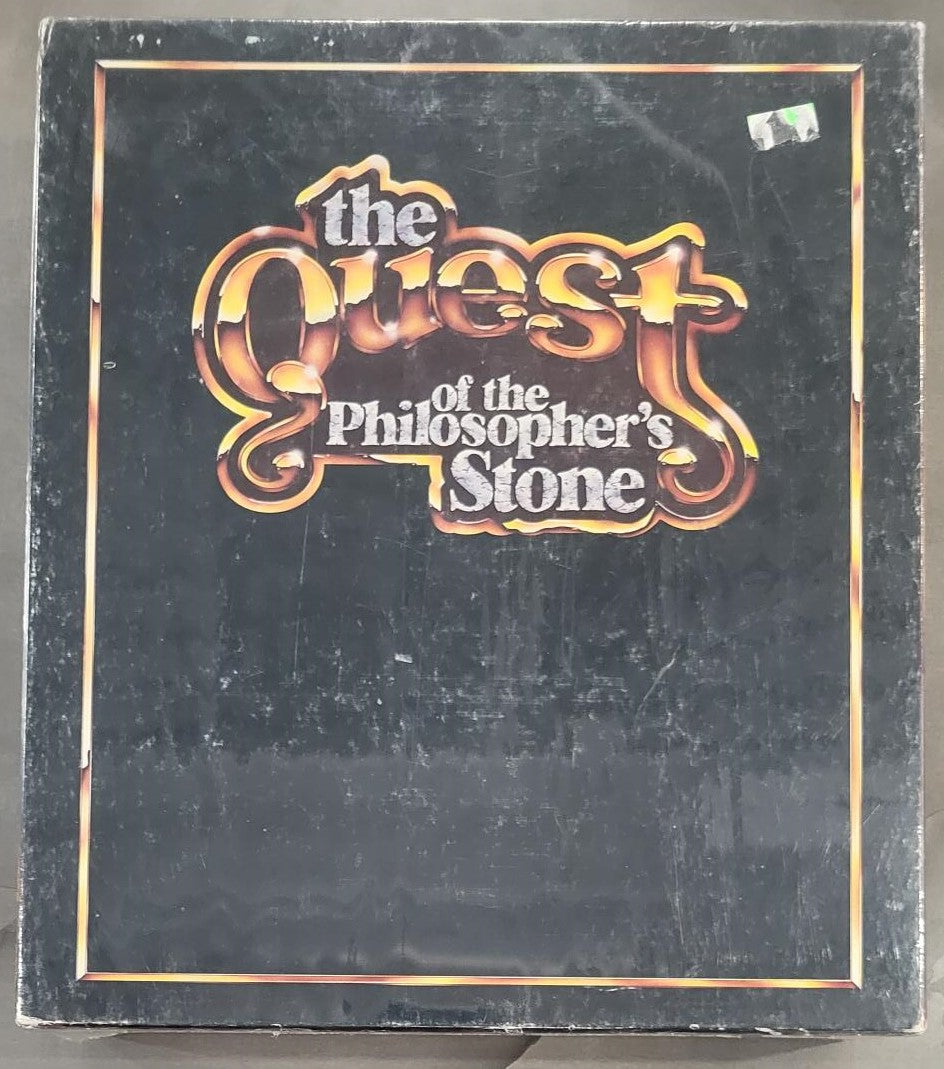 the
Quest
of the
Philosopher's
Stone